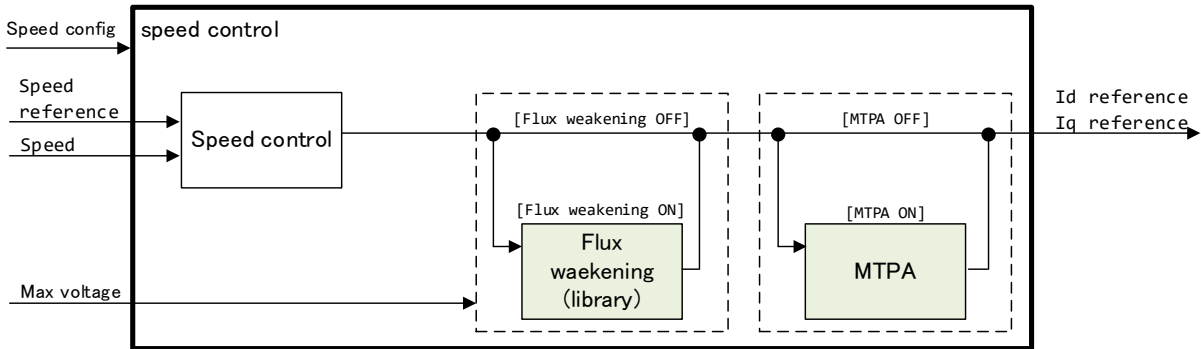 Speed config
speed control
Speed
reference
Speed
Speed control
[Flux weakening OFF]
[MTPA OFF]
Id reference
Iq reference
[Flux weakening ON]
[MTPA ON]
Flux
waekening
(library)
MTPA
Max voltage